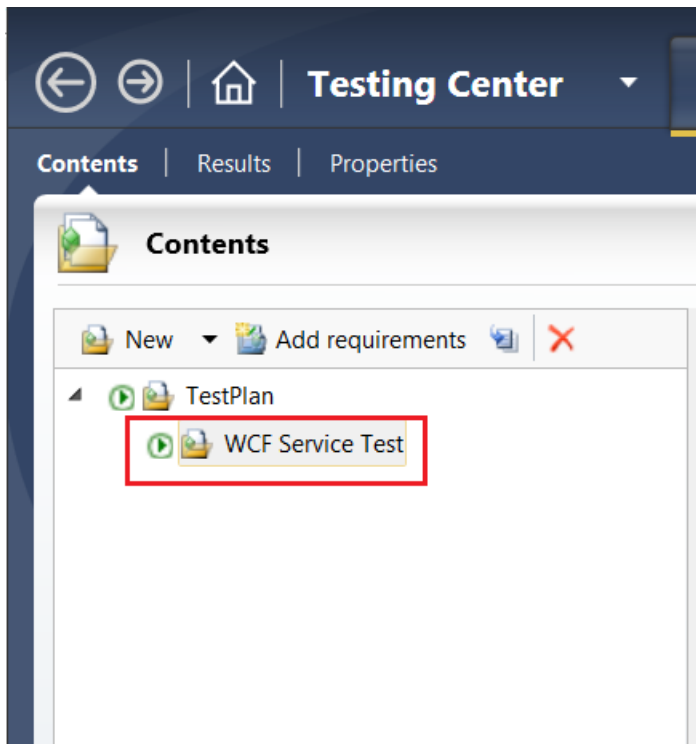 Testing Center
Contents | Results | Properties
Contents
New Add requirements
TestPlan
WCF Service Test